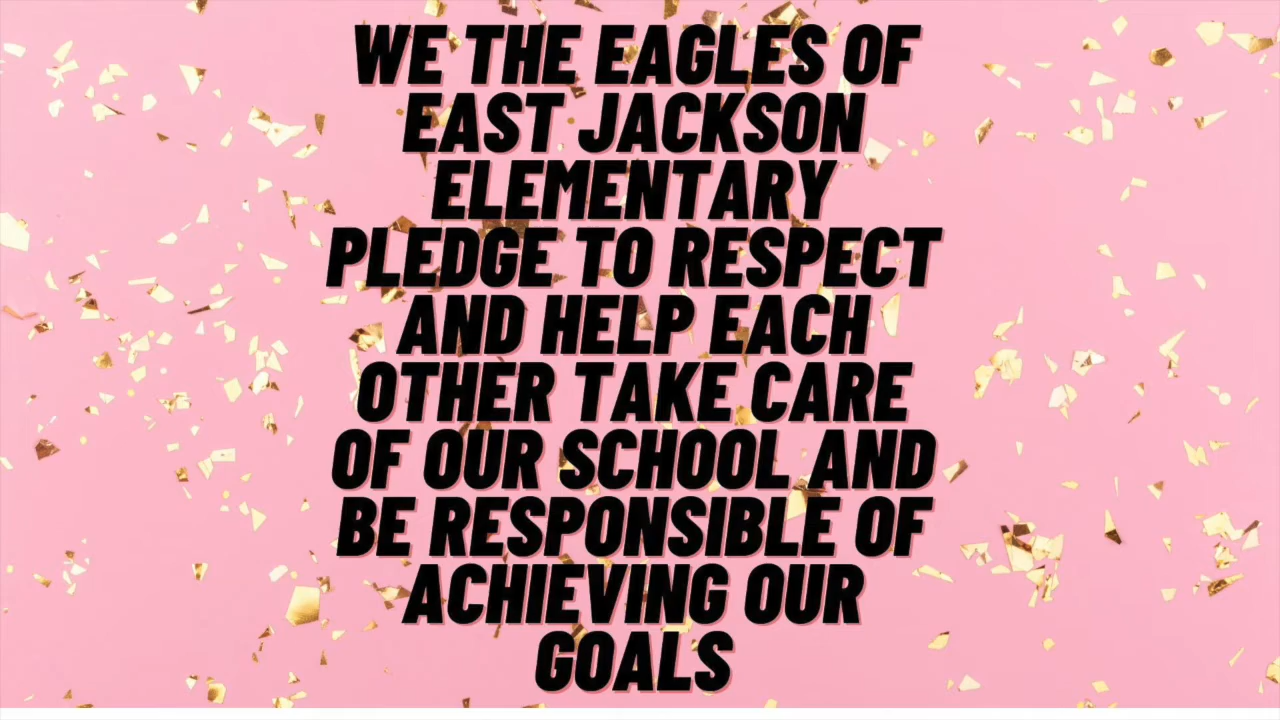 WE THE EAGLES OF
EAST JACKSON
ELEMENTARY
PLEDGE TO RESPECT
AND HELP EACH
OTHER TAKE CARE
OF OUR SCHOOL AND
BE RESPONSIBLE OF
ACHIEVING OUR
GOALS